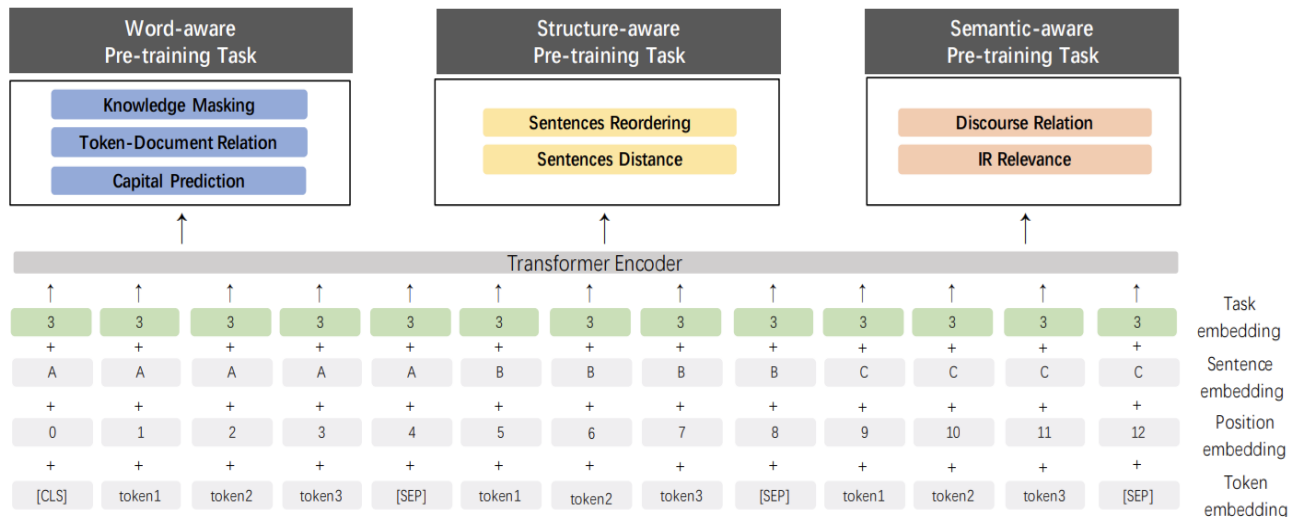 Word-aware
Pre-training Task
Structure-aware
Pre-training Task
Semantic-aware
Pre-training Task
Knowledge Masking
Token-Document Relation
Capital Prediction
Sentences Reordering
Sentences Distance
Discourse Relation
IR Relevance
↑ ↑ ↑
Transformer Encoder
↑ ↑ ↑ ↑ ↑ ↑ ↑ ↑ ↑ ↑ ↑ ↑ ↑
3 3 3 3 3 3 3 3 3 3 3 3 3
Task
embedding
+ + + + + + + + + + + + +
A A A A A B B B B C C C C
Sentence
embedding
+ + + + + + + + + + + + +
0 1 2 3 4 5 6 7 8 9 10 11 12
Position
embedding
+ + + + + + + + + + + + +
[CLS] token1 token2 token3 [SEP] token1 token2 token3 [SEP] token1 token2 token3 [SEP]
Token
embedding